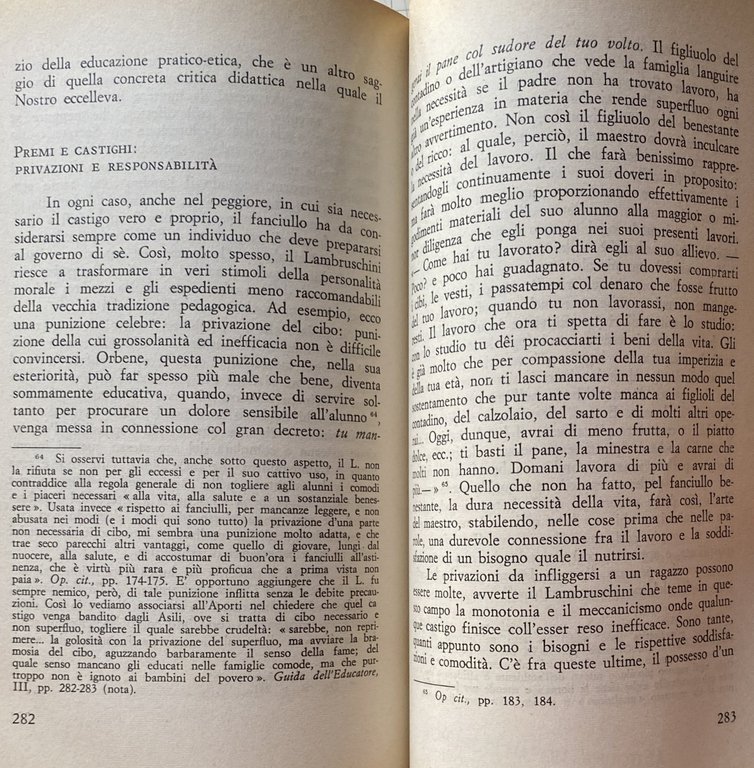 zio della educazione pratico-etica, che è un altro sag-
gio di quella concreta critica didattica nella quale il
Nostro eccelleva.
PREMI E CASTIGHI:
PRIVAZIONI E RESPONSABILITÀ
In ogni caso, anche nel peggiore, in cui sia neces-
sario il castigo vero e proprio, il fanciullo ha da con-
siderarsi sempre come un individuo che deve prepararsi
al governo di sè. Così, molto spesso, il Lambruschini
riesce a trasformare in veri stimoli della personalità
morale i mezzi e gli espedienti meno raccomandabili
della vecchia tradizione pedagogica. Ad esempio, ecco
una punizione celebre: la privazione del cibo: puni-
zione della cui grossolanità ed inefficacia non è difficile
convincersi. Orbene, questa punizione che, nella sua
esteriorità, può far spesso più male che bene, diventa
sommamente educativa, quando, invece di servire sol-
tanto per procurare un dolore sensibile all'alunno 64,
venga messa in connessione col gran decreto: tu man-
64 Si osservi tuttavia che, anche sotto questo aspetto, il L. non
la rifiuta se non per gli eccessi e per il suo cattivo uso, in quanto
contraddice alla regola generale di non togliere agli alunni i comodi
e i piaceri necessari « alla vita, alla salute e a un sostanziale benes-
sere ». Usata invece « rispetto ai fanciulli, per mancanze leggere, e non
abusata nei modi (e i modi qui sono tutto) la privazione d'una parte
non necessaria di cibo, mi sembra una punizione molto adatta, e che
trae seco parecchi altri vantaggi, come quello di giovare, lungi dal
nuocere, alla salute, e di accostumar di buon'ora i fanciulli all'asti-
nenza, che è virtù più rara e più proficua che a prima vista non
paia ». Op. cit., pp. 174-175. E' opportuno aggiungere che il L. fu
sempre nemico, però, di tale punizione inflitta senza le debite precau-
zioni. Così lo vediamo associarsi all'Aporti nel chiedere che quel ca
stigo venga bandito dagli Asili, ove si tratta di cibo necessario e
non superfluo, togliere il quale sarebbe crudeltà: « sarebbe, non repri-
mere... la golosità con la privazione del superfluo, ma avvivare la bra-
mosia del cibo, aguzzando barbaramente il senso della fame; del
quale senso mancano gli educati nelle famiglie comode, ma che pur-
troppo non è ignoto ai bambini del povero ». Guida dell'Educatore,
III, pp. 282-283 (nota).
282
gerai il pane col sudore del tuo volto. Il figliuolo del
contadino o dell'artigiano che vede la famiglia languire
nella necessità se il padre non ha trovato lavoro, ha
già un'esperienza in materia che rende superfluo ogni
altro avvertimento. Non così il figliuolo del benestante
e del ricco: al quale, perciò, il maestro dovrà inculcare
la necessità del lavoro. Il che farà benissimo rappre-
sentandogli continuamente i suoi doveri in proposito:
ma farà molto meglio proporzionando effettivamente i
godimenti materiali del suo alunno alla maggior o mi-
nor diligenza che egli ponga nei suoi presenti lavori.
«— Come hai tu lavorato? dirà egli al suo allievo. —
Poco? e poco hai guadagnato. Se tu dovessi comprarti
i cibi, le vesti, i passatempi col denaro che fosse frutto
del tuo lavoro; quando tu non lavorassi, non mange-
resti. Il lavoro che ora ti spetta di fare è lo studio:
con lo studio tu dêi procacciarti i beni della vita. Gli
è già molto che per compassione della tua imperizia e
della tua età, non ti lasci mancare in nessun modo quel
sostentamento che pur tante volte manca ai figlioli del
contadino, del calzolaio, del sarto e di molti altri ope-
rai... Oggi, dunque, avrai di meno frutta, o il piatto
dolce, ecc.; ti basti il pane, la minestra e la carne che
molti non hanno. Domani lavora di più e avrai di
più — » 65. Quello che non ha fatto, pel fanciullo be-
nestante, la dura necessità della vita, farà così, l'arte
del maestro, stabilendo, nelle cose prima che nelle pa-
role, una durevole connessione fra il lavoro e la soddi-
sfazione di un bisogno quale il nutrirsi.
Le privazioni da infliggersi a un ragazzo possono
essere molte, avverte il Lambruschini che teme in que-
sto campo la monotonia e il meccanicismo onde qualun-
que castigo finisce coll'esser reso inefficace. Sono tante,
quanti appunto sono i bisogni e le rispettive soddisfa-
zioni e comodità. C'è fra queste ultime, il possesso d'un
65 Op cit., pp. 183, 184.
283